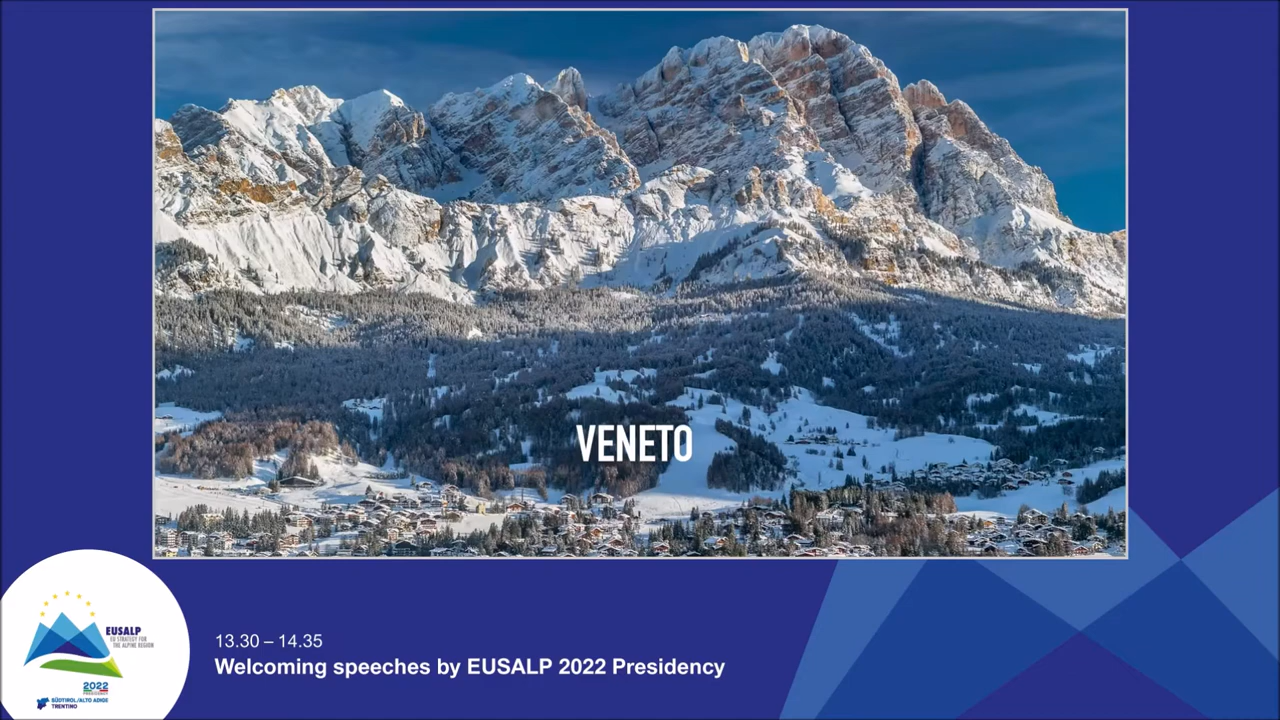 VENETO
13.30 – 14.35
Welcoming speeches by EUSALP 2022 Presidency
EUSALP
EU STRATEGY FOR
THE ALPINE REGION
2022
PRESIDENCY
SÜDTIROL/ALTO ADIGE
TRENTINO